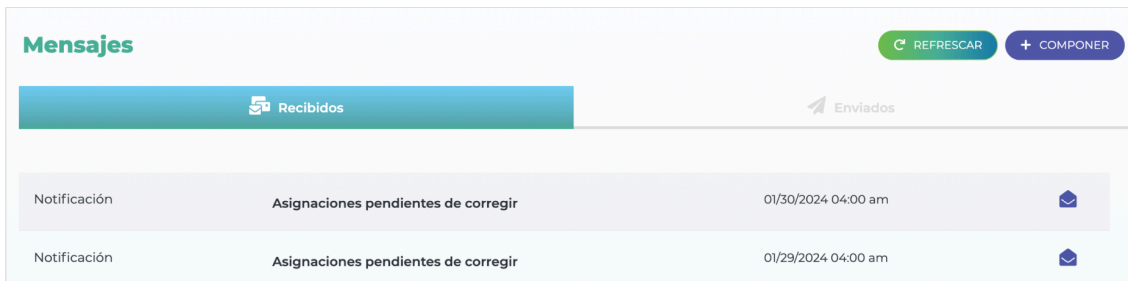 Mensajes
REFRESCAR
COMPONER
Recibidos
Enviados
Notificación Asignaciones pendientes de corregir 01/30/2024 04:00 am
Notificación Asignaciones pendientes de corregir 01/29/2024 04:00 am